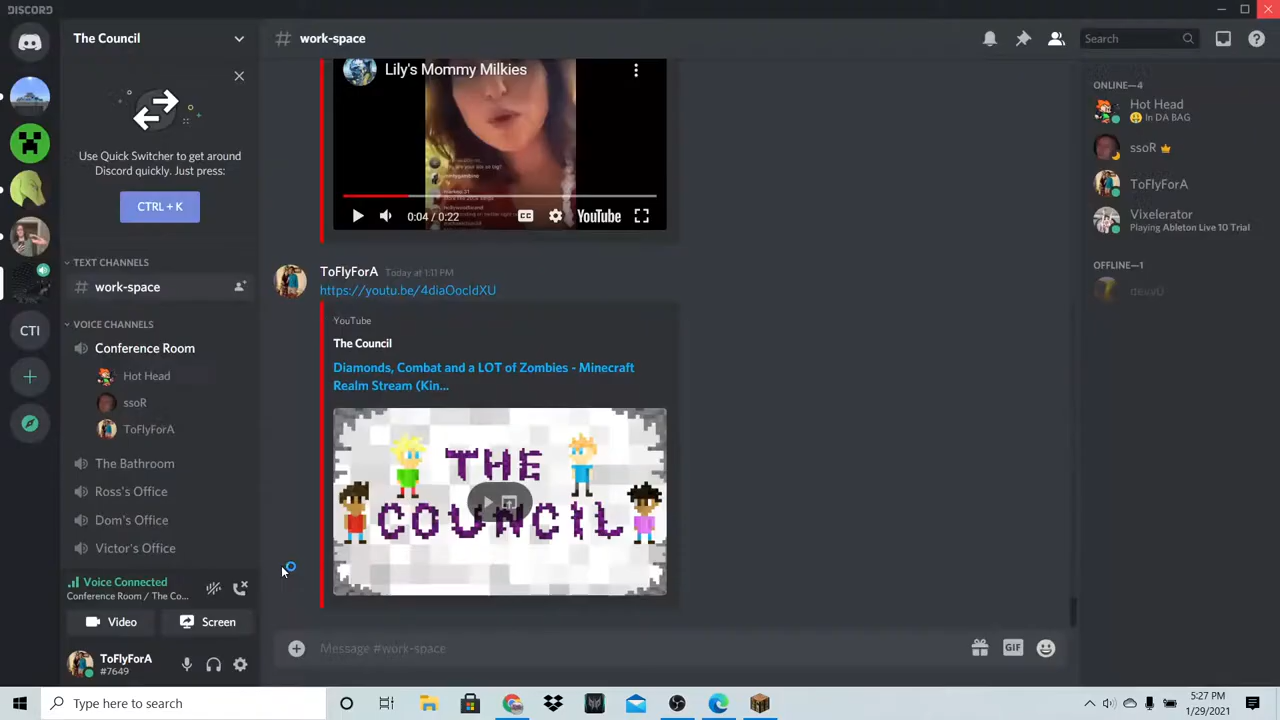 DISCORD
The Council
# work-space
Search
Use Quick Switcher to get around
Discord quickly. Just press:
CTRL + K
TEXT CHANNELS
# work-space
VOICE CHANNELS
Conference Room
Hot Head
ssoR
ToFlyForA
The Bathroom
Ross's Office
Dom's Office
Victor's Office
Voice Connected
Conference Room / The Co...
Video
Screen
ToFlyForA
#7649
CTI
Lily's Mommy Milkies
0:04 / 0:22
CC
YouTube
ToFlyForA Today at 1:11 PM
https://youtu.be/4diaOocIdXU
YouTube
The Council
Diamonds, Combat and a LOT of Zombies - Minecraft
Realm Stream (Kin...
THE
COUNCIL
Message #work-space
GIF
ONLINE—4
Hot Head
In DA BAG
ssoR
ToFlyForA
Vixelerator
Playing Ableton Live 10 Trial
OFFLINE—1
Type here to search
5:27 PM
1/29/2021